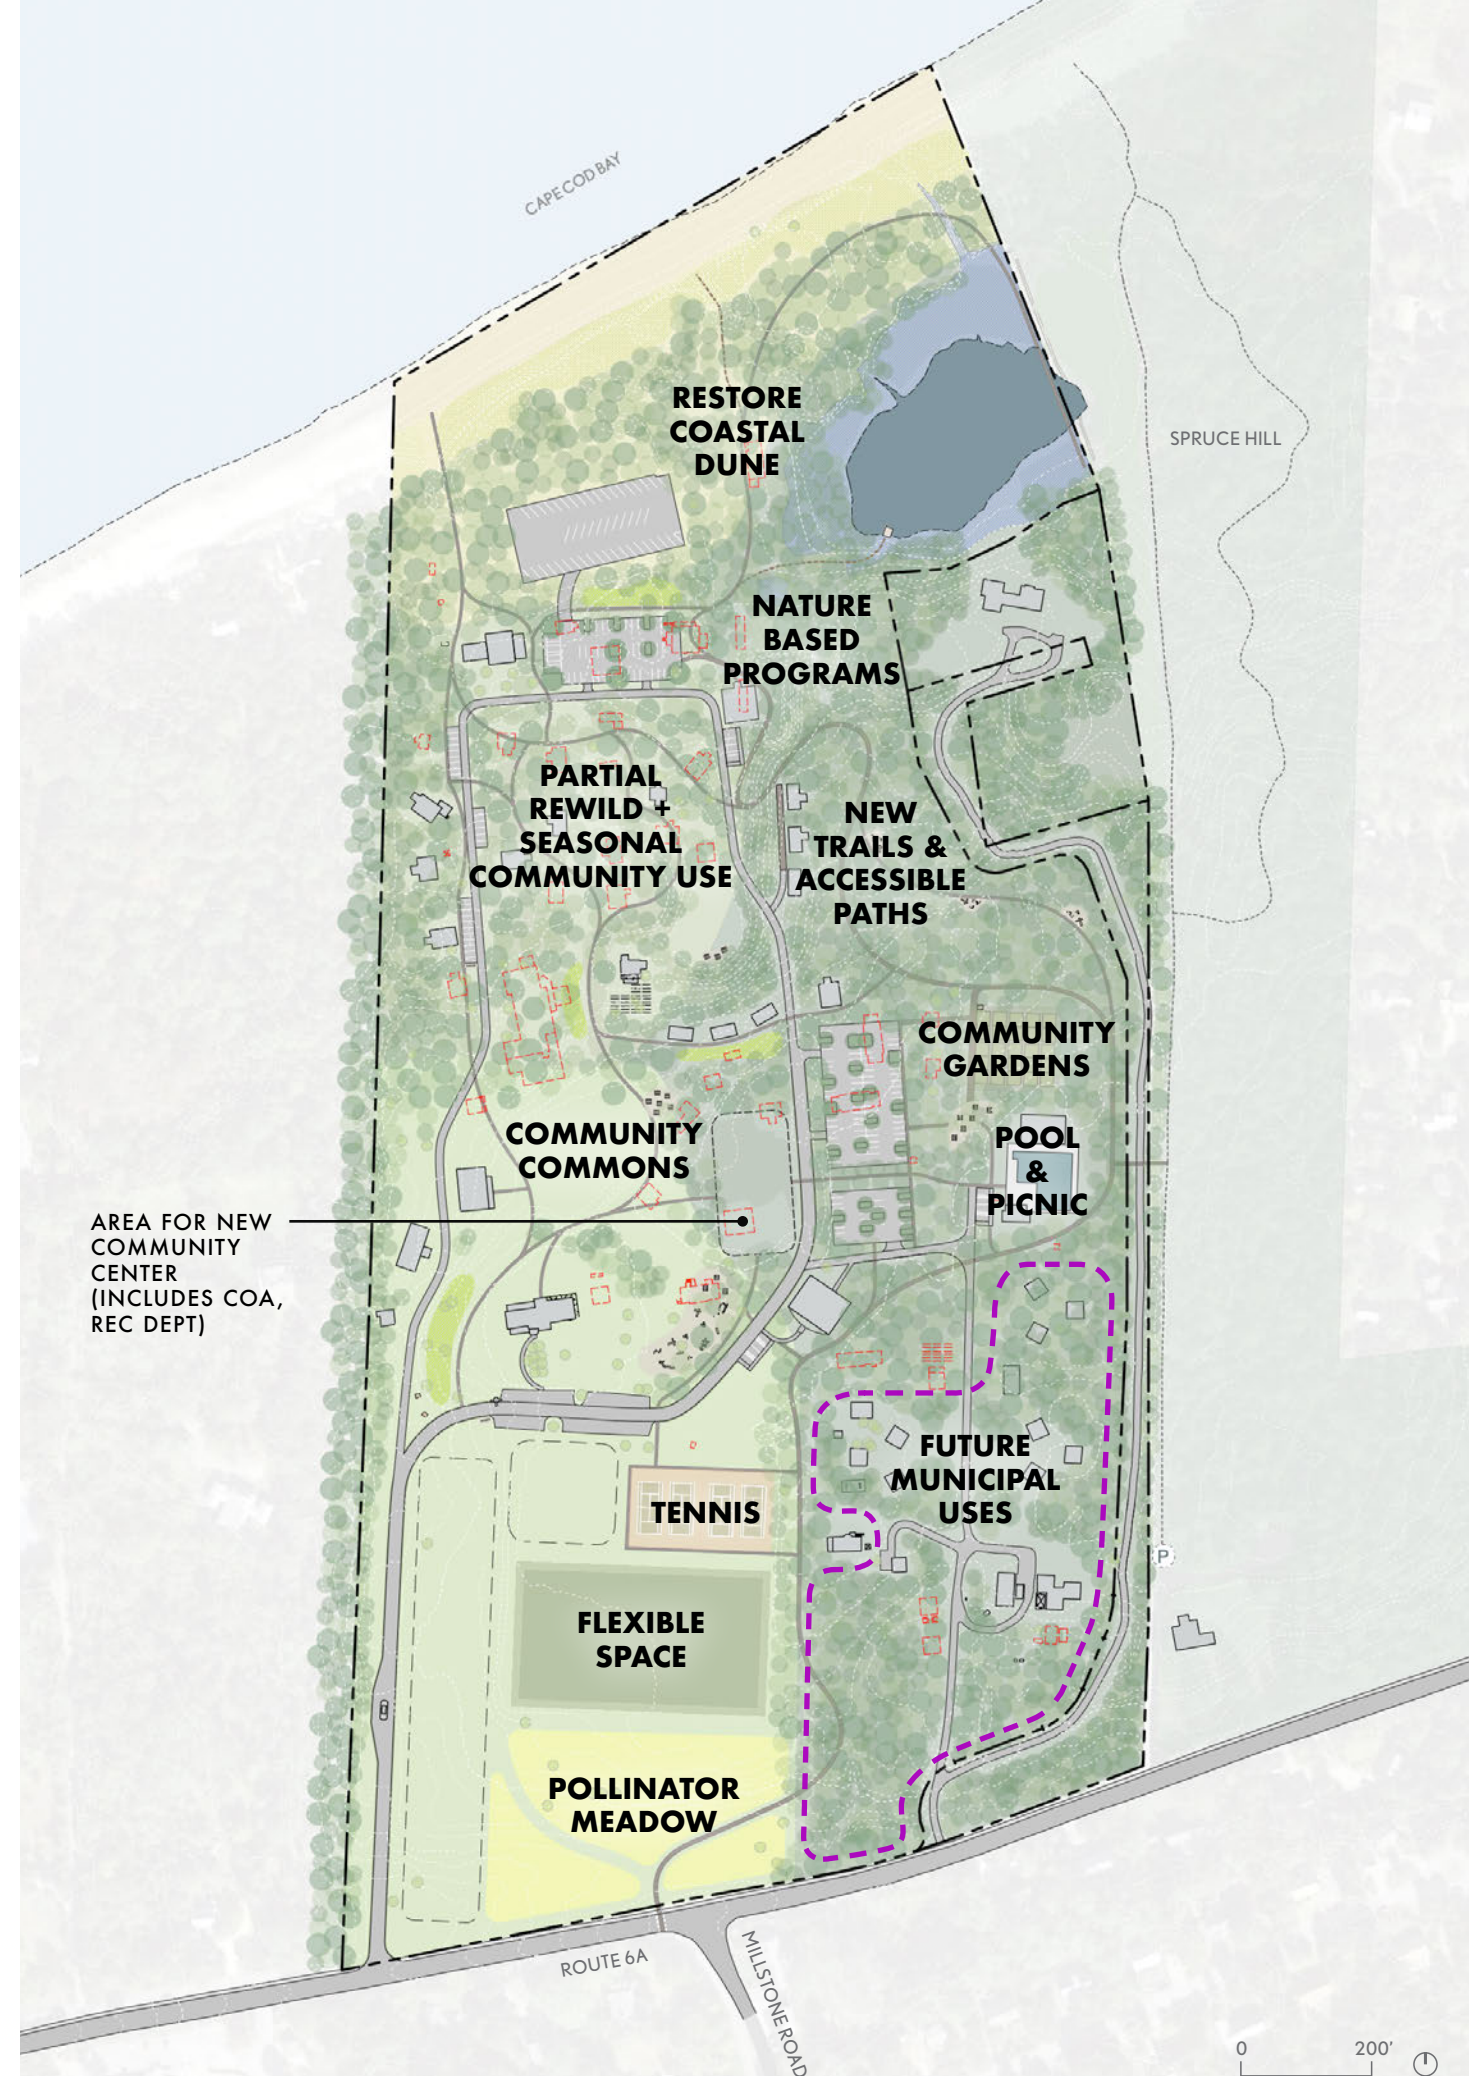 CAPE COD BAY
RESTORE
COASTAL
DUNE
SPRUCE HILL
NATURE
BASED
PROGRAMS
PARTIAL
REWILD +
SEASONAL
COMMUNITY USE
NEW
TRAILS &
ACCESSIBLE
PATHS
COMMUNITY
GARDENS
COMMUNITY
COMMONS
POOL
&
PICNIC
AREA FOR NEW
COMMUNITY
CENTER
(INCLUDES COA,
REC DEPT)
FUTURE
MUNICIPAL
USES
TENNIS
P
FLEXIBLE
SPACE
POLLINATOR
MEADOW
ROUTE 6A
MILLSTONE ROAD
0 200'